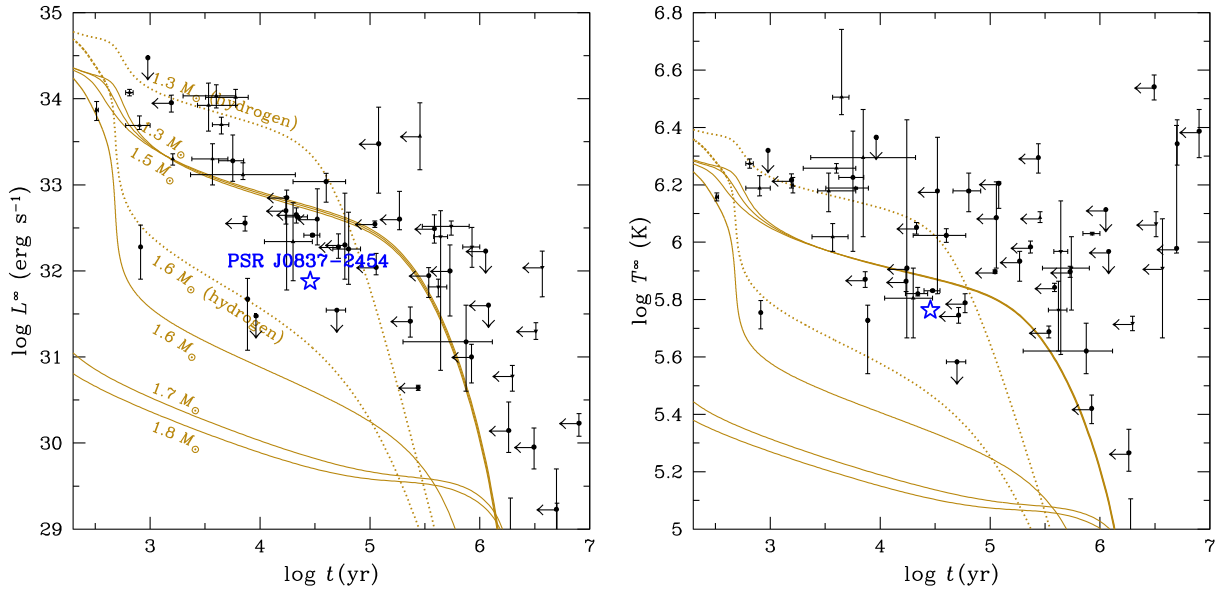 35
34
33
32
31
30
29
3
4
5
6
7
log L∞ (erg s−1)
log t (yr)
1.3 M⊙ (hydrogen)
1.3 M⊙
1.5 M⊙
PSR J0837−2454
1.6 M⊙ (hydrogen)
1.6 M⊙
1.7 M⊙
1.8 M⊙
6.8
6.6
6.4
6.2
6
5.8
5.6
5.4
5.2
5
3
4
5
6
7
log T∞ (K)
log t (yr)